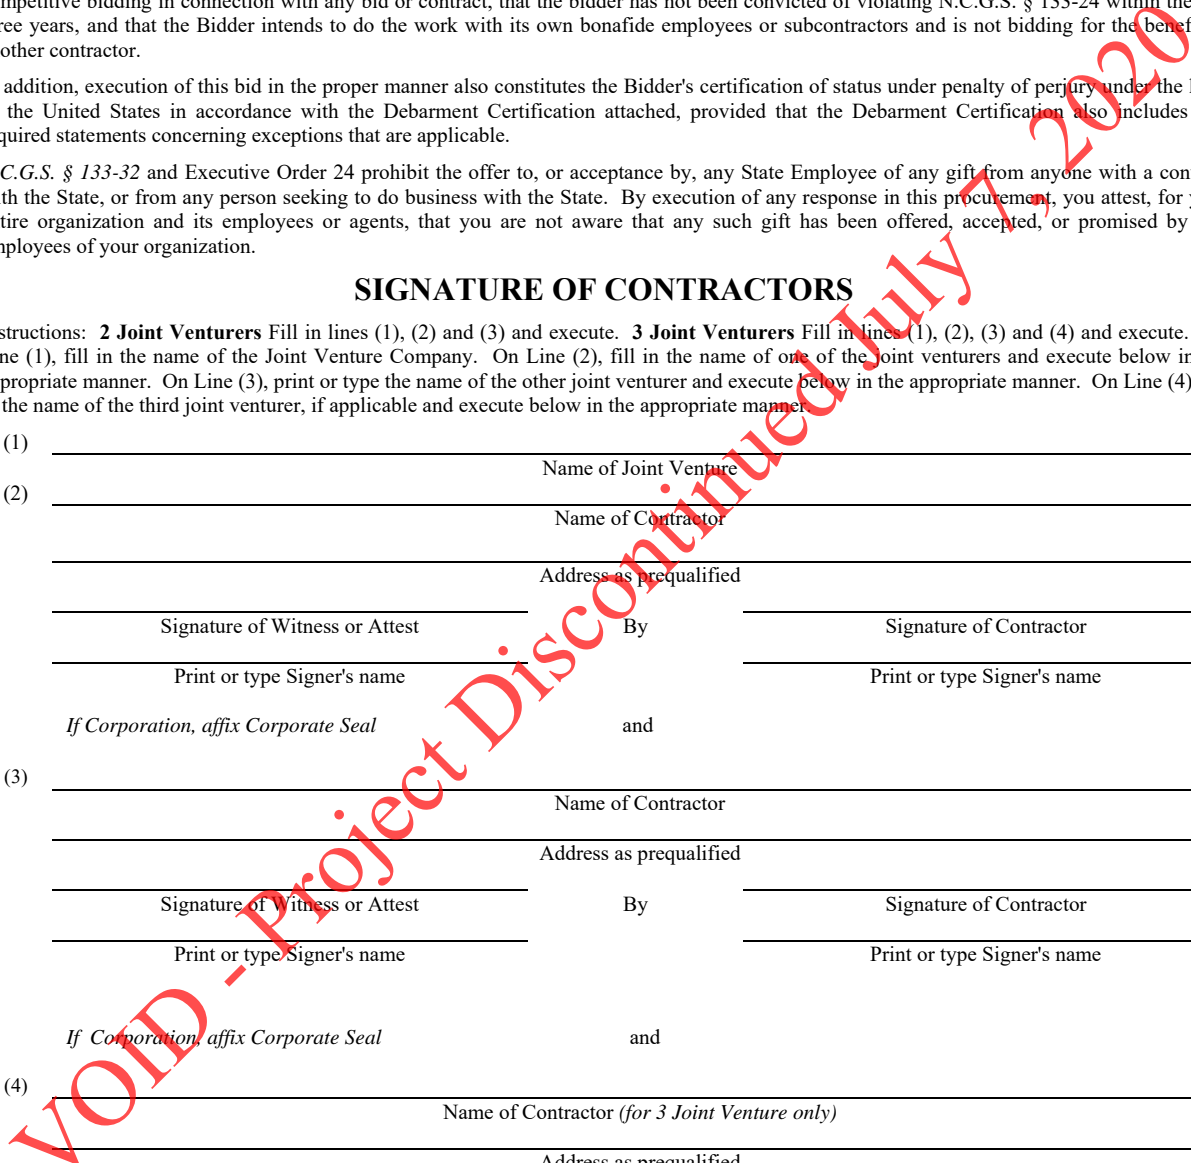 mpetitive bidding in connection with any bid or contract, that the bidder has not been convicted of violating N.C.G.S. § 133-24 within the
ree years, and that the Bidder intends to do the work with its own bonafide employees or subcontractors and is not bidding for the benef
other contractor.
addition, execution of this bid in the proper manner also constitutes the Bidder's certification of status under penalty of perjury under the
the United States in accordance with the Debarment Certification attached, provided that the Debarment Certification also includes
quired statements concerning exceptions that are applicable.
C.G.S. § 133-32 and Executive Order 24 prohibit the offer to, or acceptance by, any State Employee of any gift from anyone with a con
th the State, or from any person seeking to do business with the State. By execution of any response in this procurement, you attest, for
tire organization and its employees or agents, that you are not aware that any such gift has been offered, accepted, or promised by
nployees of your organization.
SIGNATURE OF CONTRACTORS
structions: 2 Joint Venturers Fill in lines (1), (2) and (3) and execute. 3 Joint Venturers Fill in lines (1), (2), (3) and (4) and execute.
ne (1), fill in the name of the Joint Venture Company. On Line (2), fill in the name of one of the joint venturers and execute below in
propriate manner. On Line (3), print or type the name of the other joint venturer and execute below in the appropriate manner. On Line (4)
the name of the third joint venturer, if applicable and execute below in the appropriate manner.
(1)
Name of Joint Venture
(2)
Name of Contractor
Address as prequalified
Signature of Witness or Attest By Signature of Contractor
Print or type Signer's name Print or type Signer's name
If Corporation, affix Corporate Seal and
(3)
Name of Contractor
Address as prequalified
Signature of Witness or Attest By Signature of Contractor
Print or type Signer's name Print or type Signer's name
If Corporation, affix Corporate Seal and
(4)
Name of Contractor (for 3 Joint Venture only)
Address as prequalified
VOID - Project Discontinued July 7, 2020